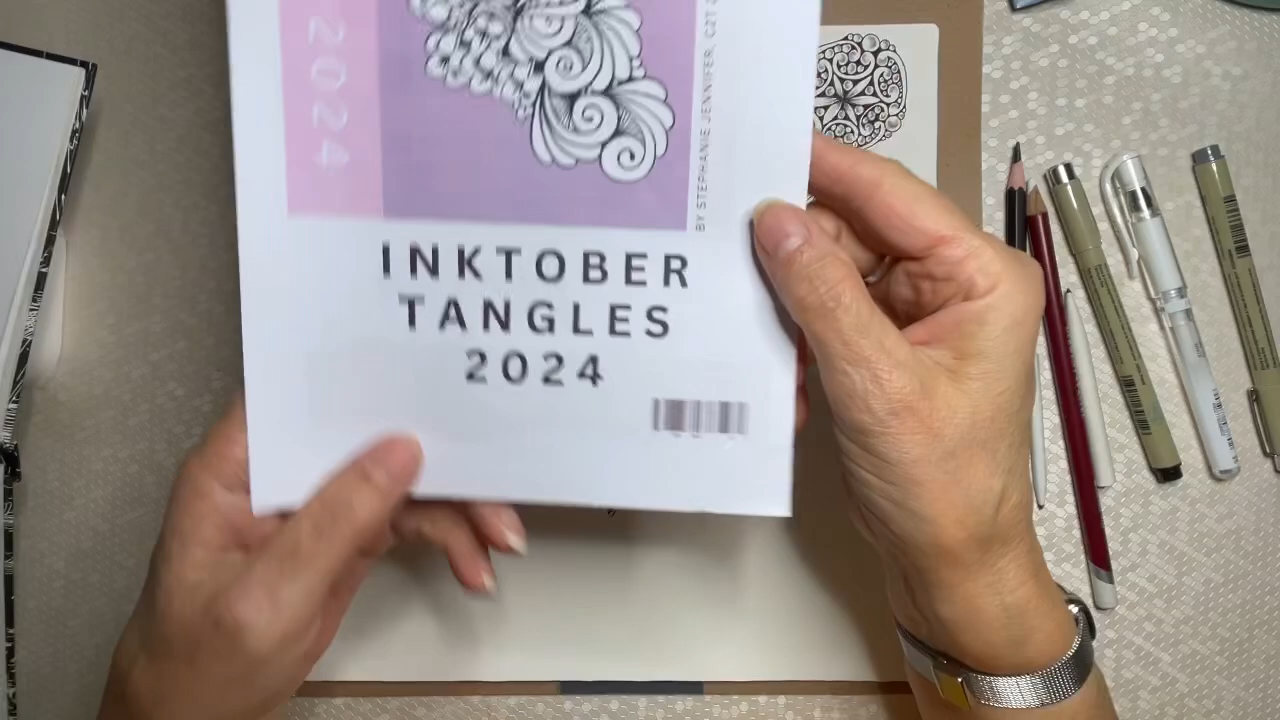 2024
BY STEPHANIE JENNIFER, CZT
INKTOBER
TANGLES
2024